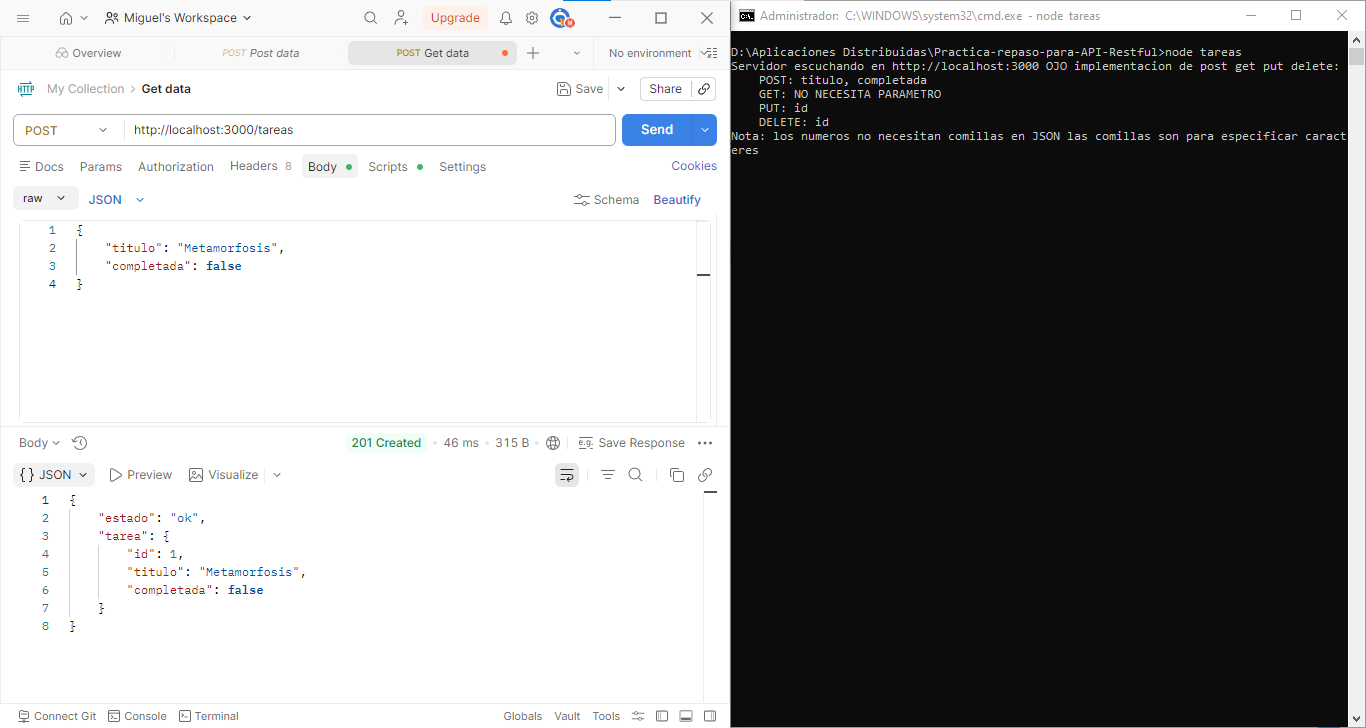 Miguel's Workspace
Upgrade
Overview
POST Post data
POST Get data
No environment
HTTP
My Collection > Get data
Save
Share
POST
http://localhost:3000/tareas
Send
Docs Params Authorization Headers 8 Body Scripts Settings
Cookies
raw
JSON
Schema
Beautify
1 {
2 "titulo": "Metamorfosis",
3 "completada": false
4 }
Body
201 Created • 46 ms • 315 B •
e.g. Save Response
{} JSON
Preview
Visualize
1 {
2 "estado": "ok",
3 "tarea": {
4 "id": 1,
5 "titulo": "Metamorfosis",
6 "completada": false
7 }
8 }
Connect Git Console Terminal
Globals Vault Tools
Administrador: C:\WINDOWS\system32\cmd.exe - node tareas
D:\Aplicaciones Distribuidas\Practica-repaso-para-API-Restful>node tareas
Servidor escuchando en http://localhost:3000 OJO implementacion de post get put delete:
POST: titulo, completada
GET: NO NECESITA PARAMETRO
PUT: id
DELETE: id
Nota: los numeros no necesitan comillas en JSON las comillas son para especificar caract
eres